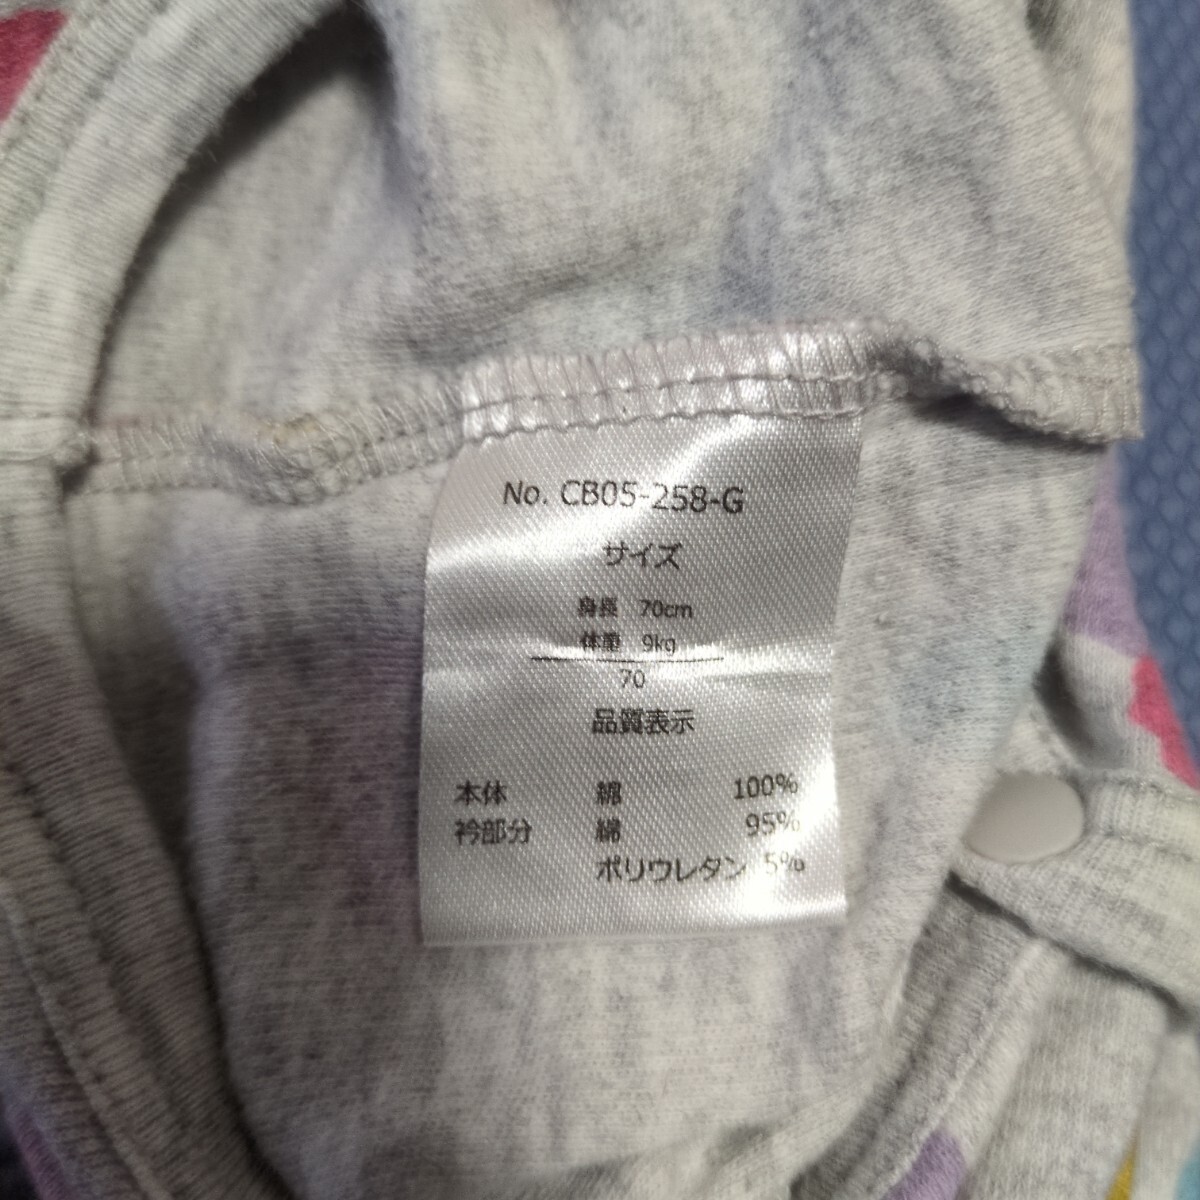 No. CB05-258-G
サイズ
身長 70cm
体重 9kg
70
品質表示
本体 綿 100%
衿部分 綿 95%
ポリウレタン 5%